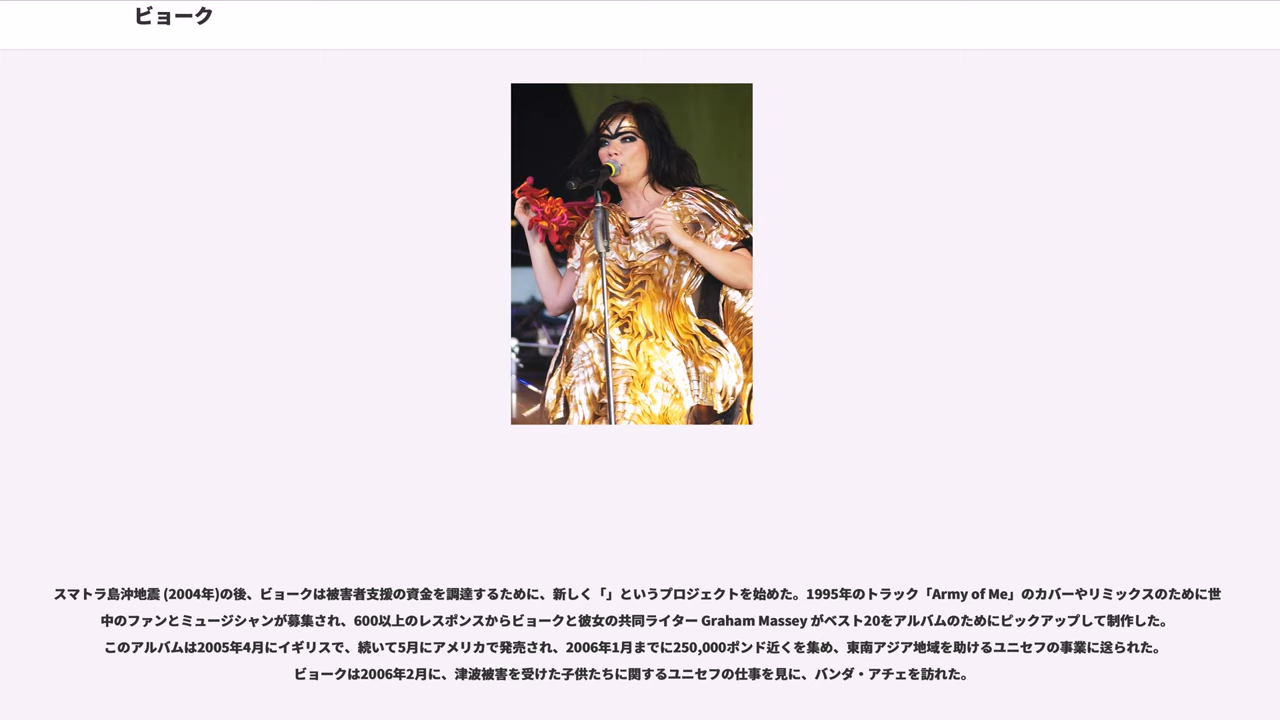 ビョーク
スマトラ島沖地震 (2004年)の後、ビョークは被害者支援の資金を調達するために、新しく「」というプロジェクトを始めた。1995年のトラック「Army of Me」のカバーやリミックスのために世
中のファンとミュージシャンが募集され、600以上のレスポンスからビョークと彼女の共同ライター Graham Massey がベスト20をアルバムのためにピックアップして制作した。
このアルバムは2005年4月にイギリスで、続いて5月にアメリカで発売され、2006年1月までに250,000ポンド近くを集め、東南アジア地域を助けるユニセフの事業に送られた。
ビョークは2006年2月に、津波被害を受けた子供たちに関するユニセフの仕事を見に、バンダ・アチェを訪れた。